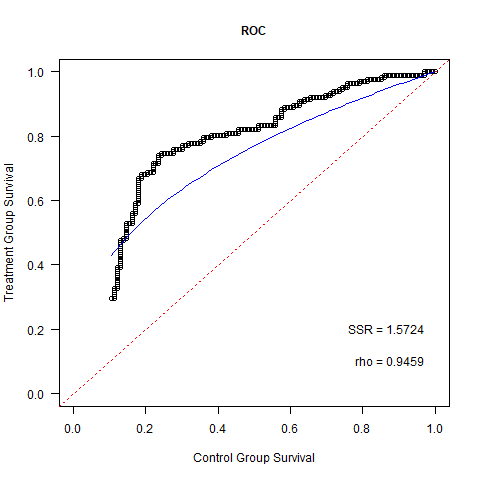 ROC
Treatment Group Survival
1.0
0.8
0.6
0.4
0.2
0.0
SSR = 1.5724
rho = 0.9459
0.0 0.2 0.4 0.6 0.8 1.0
Control Group Survival